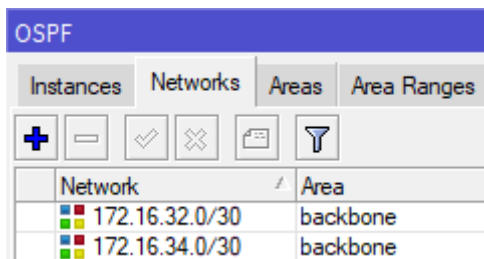 OSPF
Instances Networks Areas Area Ranges
Network Area
172.16.32.0/30 backbone
172.16.34.0/30 backbone